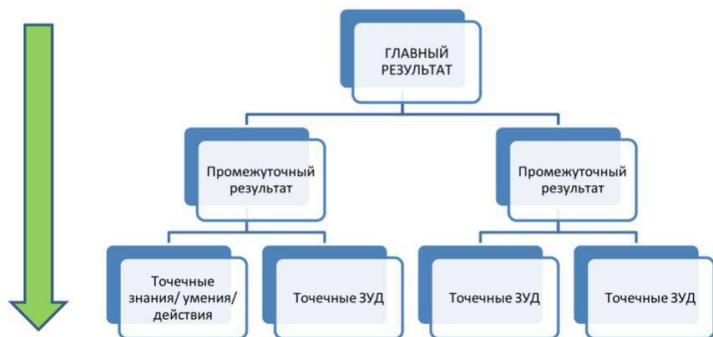 ГЛАВНЫЙ
РЕЗУЛЬТАТ
Промежуточный
результат
Промежуточный
результат
Точечные
знания/ умения/
действия
Точечные ЗУД
Точечные ЗУД
Точечные ЗУД